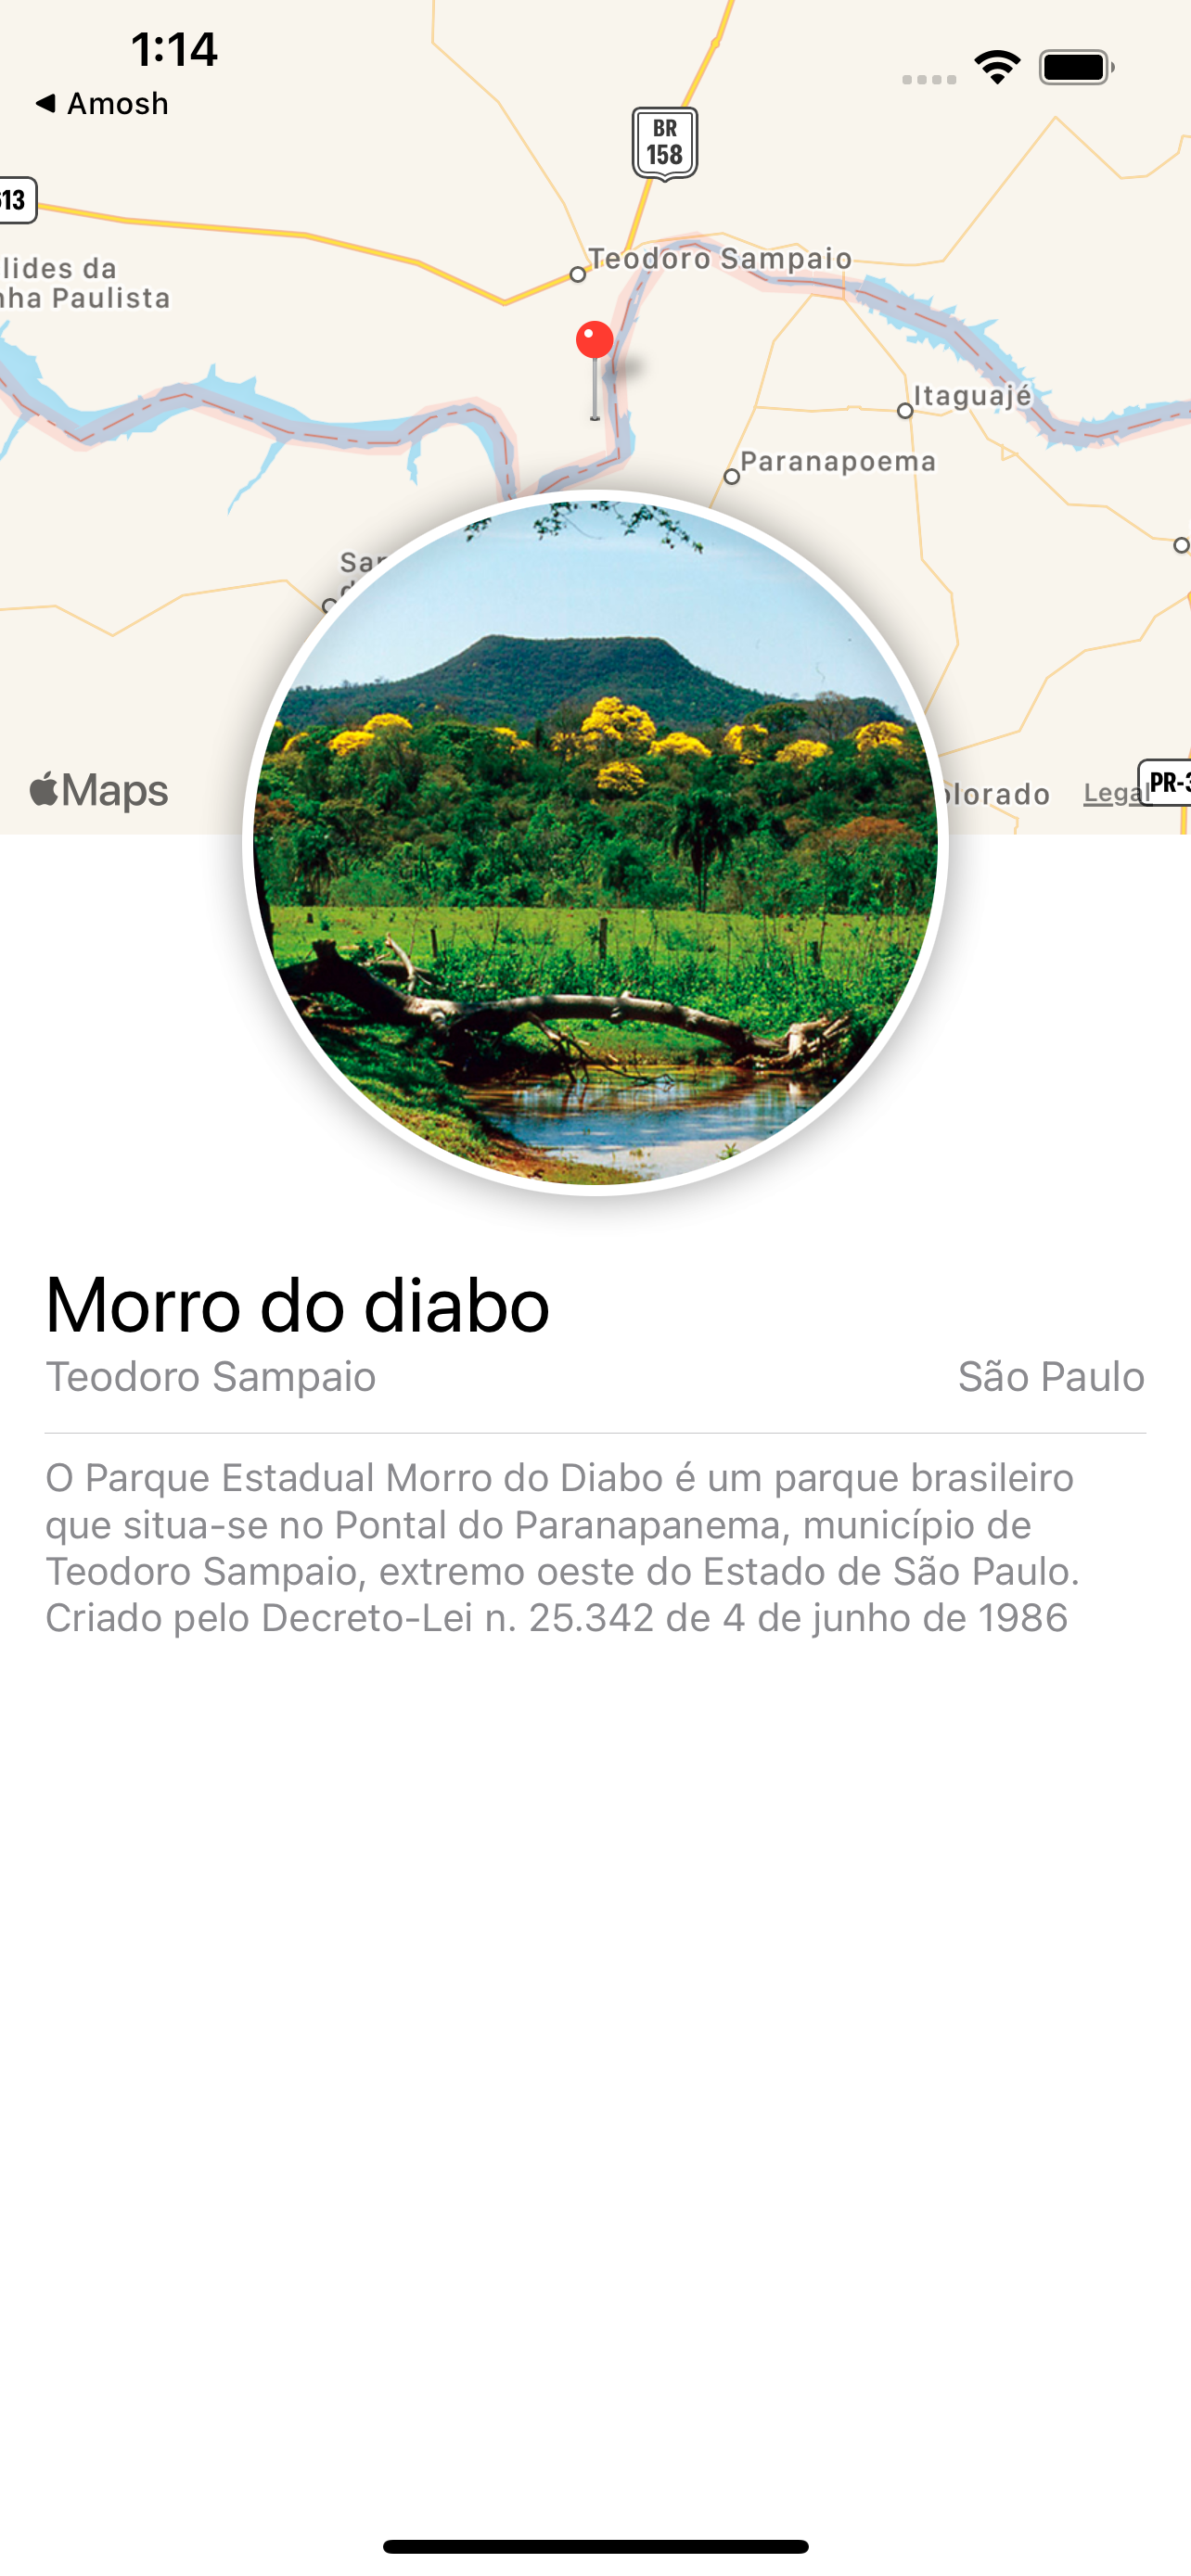 1:14
◀ Amosh
BR
158
613
Teodoro Sampaio
lides da
ha Paulista
Itaguajé
Paranapoema
Maps
lorado
Legal
PR-3
Morro do diabo
Teodoro Sampaio
São Paulo
O Parque Estadual Morro do Diabo é um parque brasileiro
que situa-se no Pontal do Paranapanema, município de
Teodoro Sampaio, extremo oeste do Estado de São Paulo.
Criado pelo Decreto-Lei n. 25.342 de 4 de junho de 1986